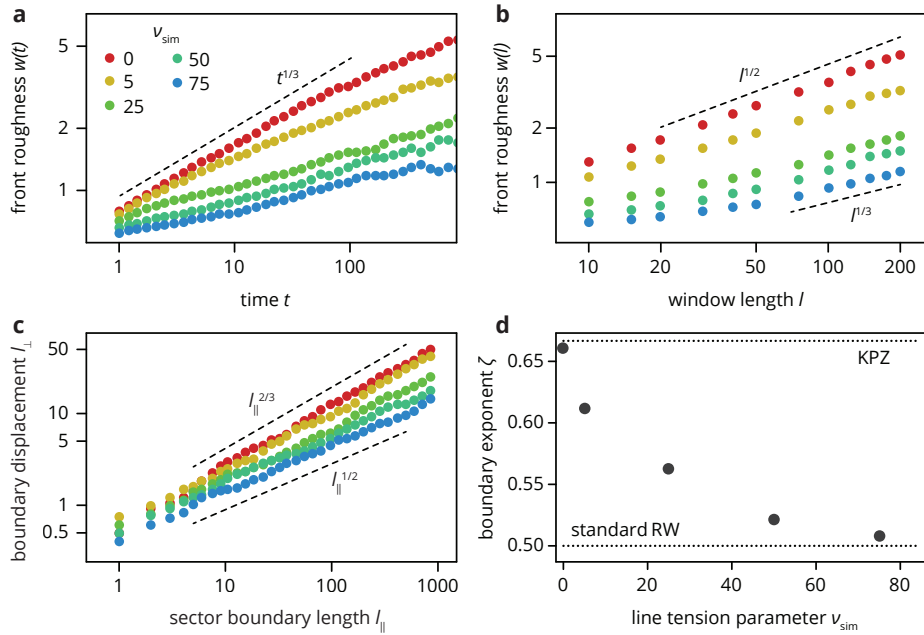 a
front roughness w(t)
5
2
1
ν_sim
0
5
25
50
75
t^1/3
1
10
100
time t
b
front roughness w(l)
5
2
1
l^1/2
l^1/3
10
20
50
100
200
window length l
c
boundary displacement l_⊥
50
10
5
1
0.5
l_||^2/3
l_||^1/2
1
10
100
1000
sector boundary length l_||
d
boundary exponent ζ
0.65
0.60
0.55
0.50
KPZ
standard RW
0
20
40
60
80
line tension parameter ν_sim